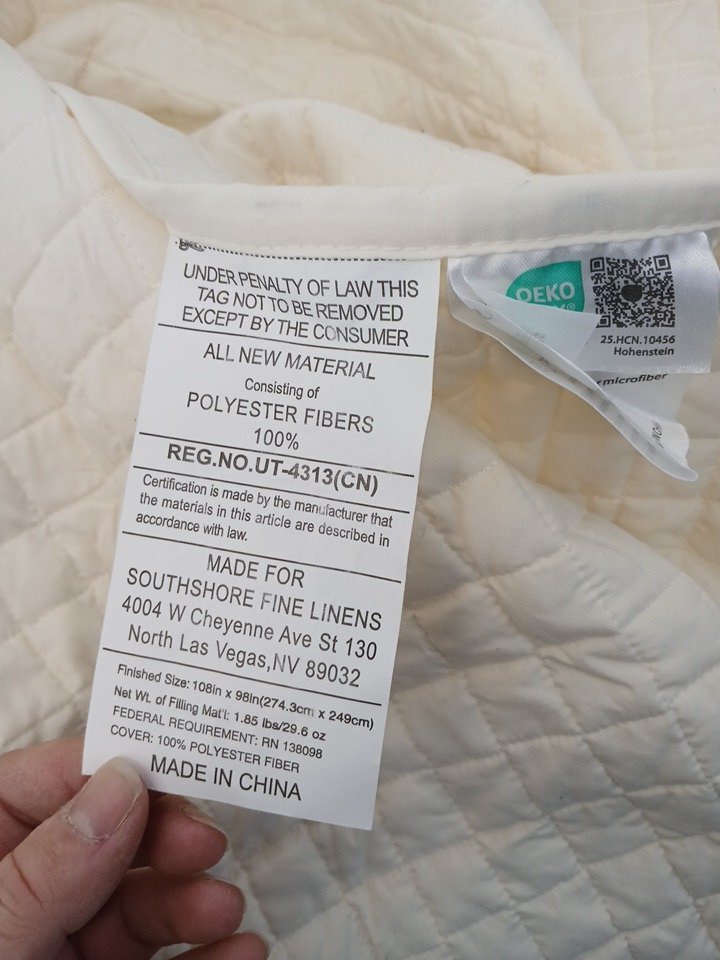 UNDER PENALTY OF LAW THIS
TAG NOT TO BE REMOVED
EXCEPT BY THE CONSUMER
ALL NEW MATERIAL
Consisting of
POLYESTER FIBERS
100%
REG.NO.UT-4313(CN)
Certification is made by the manufacturer that
the materials in this article are described in
accordance with law.
MADE FOR
SOUTHSHORE FINE LINENS
4004 W Cheyenne Ave St 130
North Las Vegas,NV 89032
Finished Size: 108in x 98in(274.3cm x 249cm)
Net Wt. of Filling Mat'l: 1.85 lbs/29.6 oz
FEDERAL REQUIREMENT: RN 138098
COVER: 100% POLYESTER FIBER
MADE IN CHINA
OEKO
25.HCN.10456
Hohenstein
microfiber